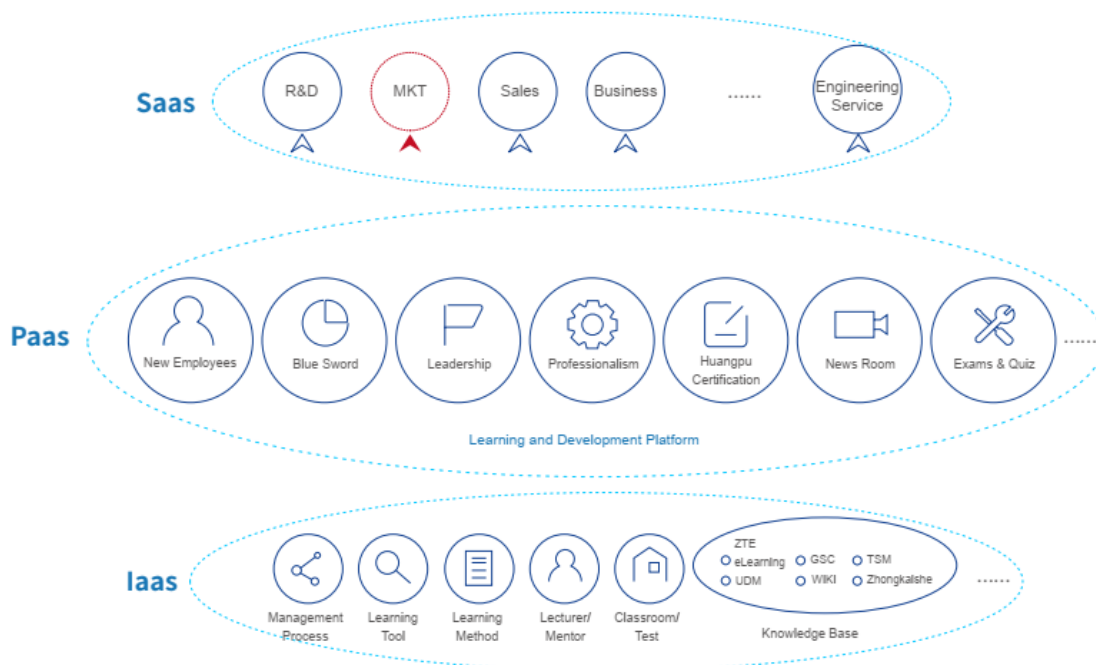 Saas
R&D
MKT
Sales
Business
......
Engineering
Service
Paas
New Employees
Blue Sword
Leadership
Professionalism
Huangpu
Certification
News Room
Exams & Quiz
......
Learning and Development Platform
Iaas
Management
Process
Learning
Tool
Learning
Method
Lecturer/
Mentor
Classroom/
Test
ZTE
eLearning
GSC
TSM
UDM
WIKI
Zhongkaishe
Knowledge Base
......